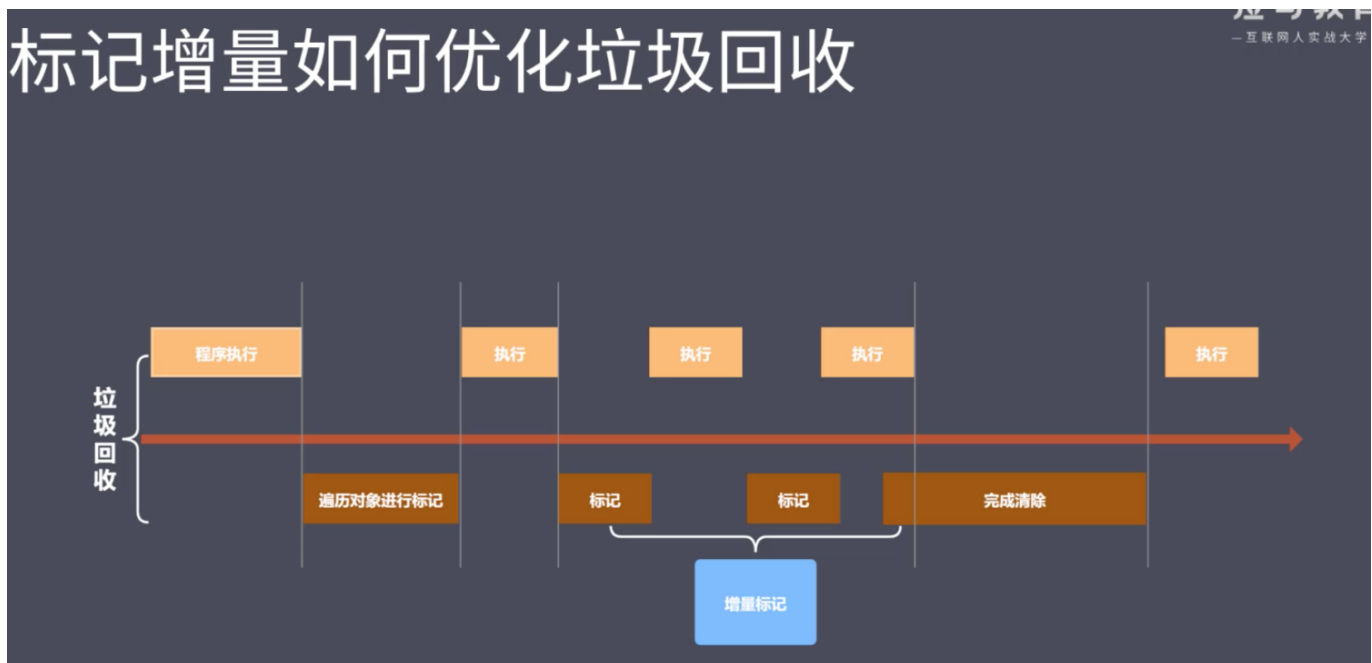 —互联网人实战大学
标记增量如何优化垃圾回收
程序执行
执行
执行
执行
执行
垃圾回收
遍历对象进行标记
标记
标记
完成清除
增量标记